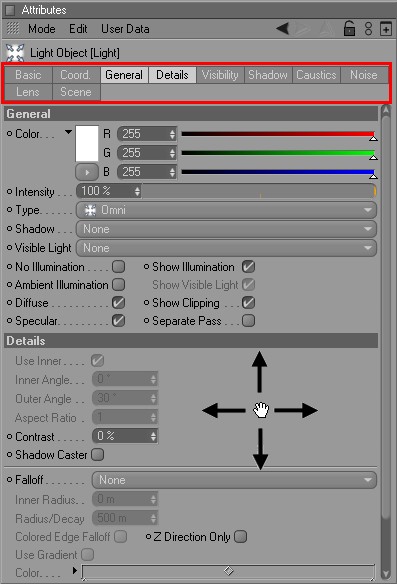 Attributes
Mode Edit User Data
Light Object [Light]
Basic Coord. General Details Visibility Shadow Caustics Noise
Lens Scene
General
Color. . . R 255
G 255
B 255
Intensity 100 %
Type. . . . . Omni
Shadow . . . None
Visible Light None
No Illumination . . . . Show Illumination
Ambient Illumination Show Visible Light
Diffuse . . . . . . . Show Clipping . . .
Specular. . . . . . Separate Pass . .
Details
Use Inner . . . .
Inner Angle. . . 0 °
Outer Angle . . 30 °
Aspect Ratio . 1
Contrast . . . . 0 %
Shadow Caster
Falloff . . . . . . . None
Inner Radius. . 0 m
Radius/Decay 500 m
Colored Edge Falloff Z Direction Only
Use Gradient
Color. . . .